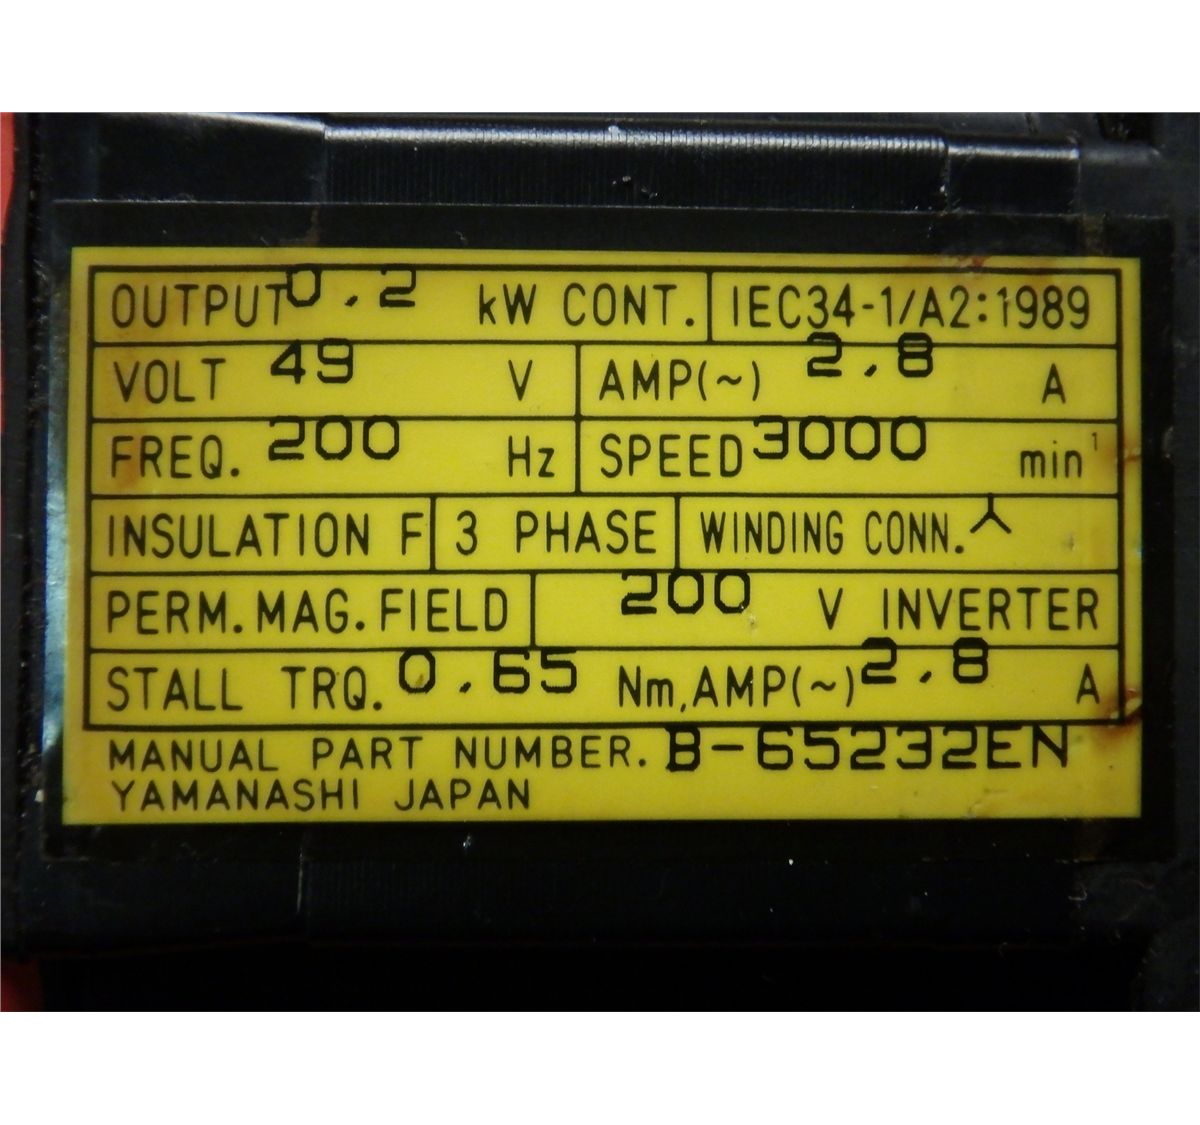 OUTPUT 0.2 kW CONT. IEC34-1/A2:1989
VOLT 49 V AMP(~) 2.8 A
FREQ. 200 Hz SPEED 3000 min¹
INSULATION F 3 PHASE WINDING CONN.
PERM.MAG.FIELD 200 V INVERTER
STALL TRQ. 0.65 Nm,AMP(~) 2.8 A
MANUAL PART NUMBER. B-65232EN
YAMANASHI JAPAN